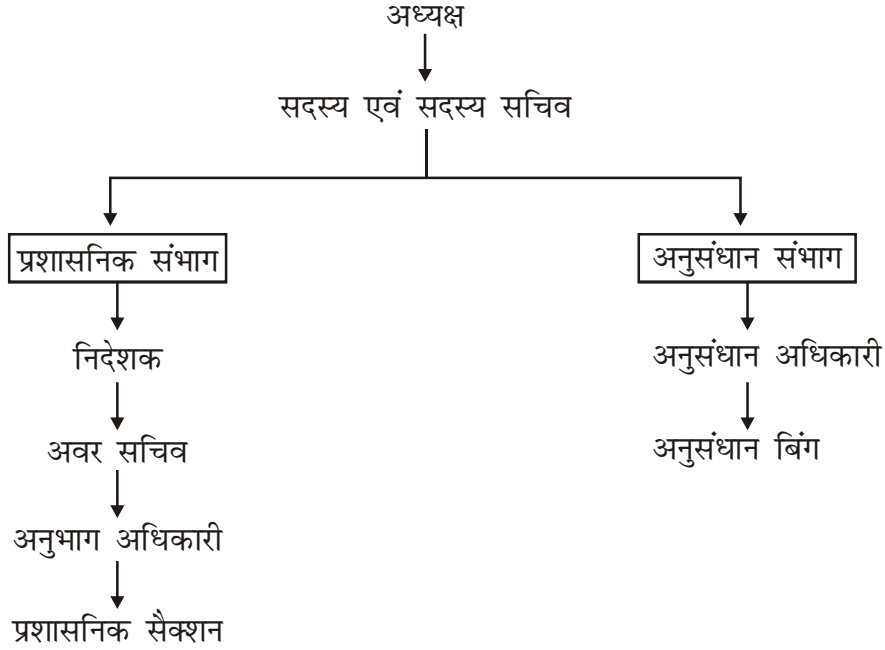 अध्यक्ष
सदस्य एवं सदस्य सचिव
प्रशासनिक संभाग
अनुसंधान संभाग
निदेशक
अनुसंधान अधिकारी
अवर सचिव
अनुसंधान बिंग
अनुभाग अधिकारी
प्रशासनिक सैक्शन